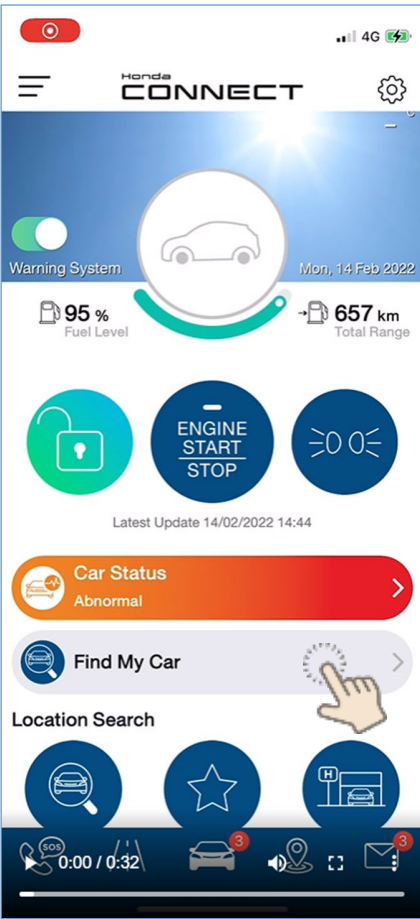 4G
Honda
CONNECT
Warning System
Mon, 14 Feb 2022
95 %
Fuel Level
657 km
Total Range
ENGINE
START
STOP
Latest Update 14/02/2022 14:44
Car Status
Abnormal
Find My Car
Location Search
H
SOS
3
3
0:00 / 0:32